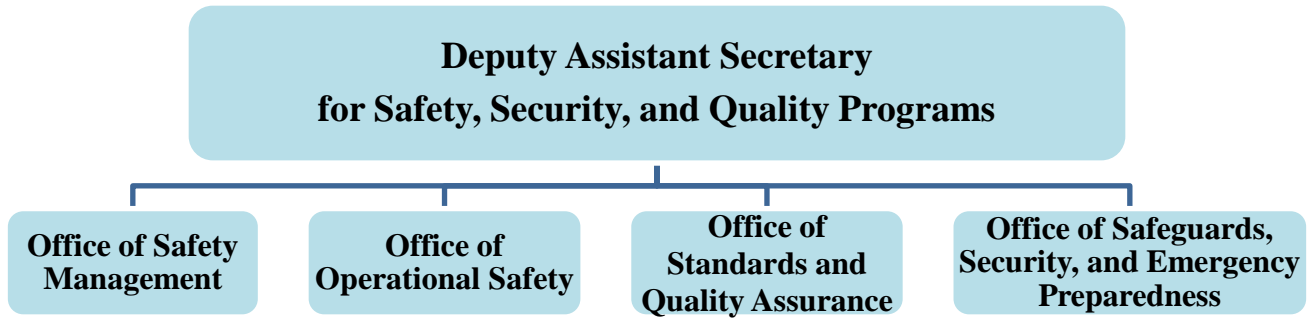 Deputy Assistant Secretary
for Safety, Security, and Quality Programs
Office of Safety
Management
Office of
Operational Safety
Office of
Standards and
Quality Assurance
Office of Safeguards,
Security, and Emergency
Preparedness